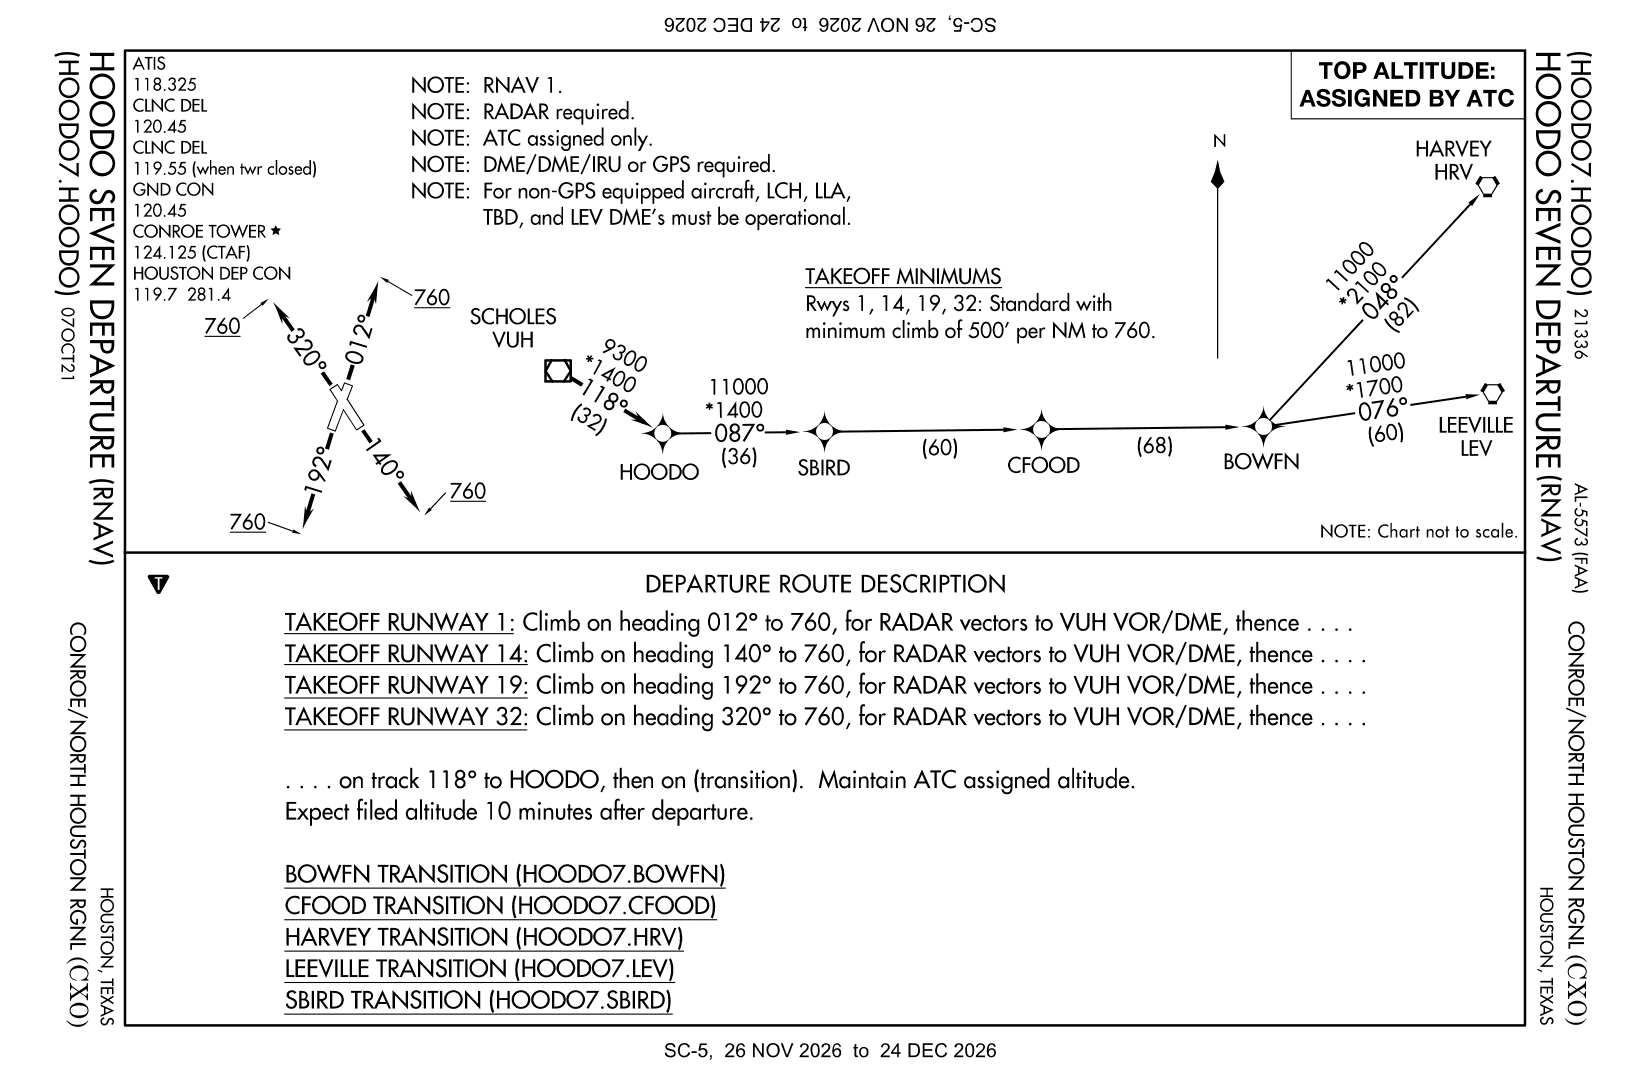 SC-5, 26 NOV 2026 to 24 DEC 2026
(HOODO7.HOODO) 07OCT21
HOODO SEVEN DEPARTURE (RNAV)
CONROE/NORTH HOUSTON RGNL (CXO)
HOUSTON, TEXAS
ATIS
118.325
CLNC DEL
120.45
CLNC DEL
119.55 (when twr closed)
GND CON
120.45
CONROE TOWER ★
124.125 (CTAF)
HOUSTON DEP CON
119.7 281.4
NOTE: RNAV 1.
NOTE: RADAR required.
NOTE: ATC assigned only.
NOTE: DME/DME/IRU or GPS required.
NOTE: For non-GPS equipped aircraft, LCH, LLA,
TBD, and LEV DME's must be operational.
TOP ALTITUDE:
ASSIGNED BY ATC
N
HARVEY
HRV
11000
*2100
048°
(82)
TAKEOFF MINIMUMS
Rwys 1, 14, 19, 32: Standard with
minimum climb of 500' per NM to 760.
760
760
320°
012°
192°
140°
760
760
SCHOLES
VUH
9300
*1400
118°
(32)
HOODO
11000
*1400
087°
(36)
SBIRD
(60)
CFOOD
(68)
BOWFN
11000
*1700
076°
(60)
LEEVILLE
LEV
NOTE: Chart not to scale.
T
DEPARTURE ROUTE DESCRIPTION
TAKEOFF RUNWAY 1: Climb on heading 012° to 760, for RADAR vectors to VUH VOR/DME, thence . . . .
TAKEOFF RUNWAY 14: Climb on heading 140° to 760, for RADAR vectors to VUH VOR/DME, thence . . . .
TAKEOFF RUNWAY 19: Climb on heading 192° to 760, for RADAR vectors to VUH VOR/DME, thence . . . .
TAKEOFF RUNWAY 32: Climb on heading 320° to 760, for RADAR vectors to VUH VOR/DME, thence . . . .
. . . . on track 118° to HOODO, then on (transition). Maintain ATC assigned altitude.
Expect filed altitude 10 minutes after departure.
BOWFN TRANSITION (HOODO7.BOWFN)
CFOOD TRANSITION (HOODO7.CFOOD)
HARVEY TRANSITION (HOODO7.HRV)
LEEVILLE TRANSITION (HOODO7.LEV)
SBIRD TRANSITION (HOODO7.SBIRD)
(HOODO7.HOODO) 21336
HOODO SEVEN DEPARTURE (RNAV)
AL-5573 (FAA)
CONROE/NORTH HOUSTON RGNL (CXO)
HOUSTON, TEXAS
SC-5, 26 NOV 2026 to 24 DEC 2026